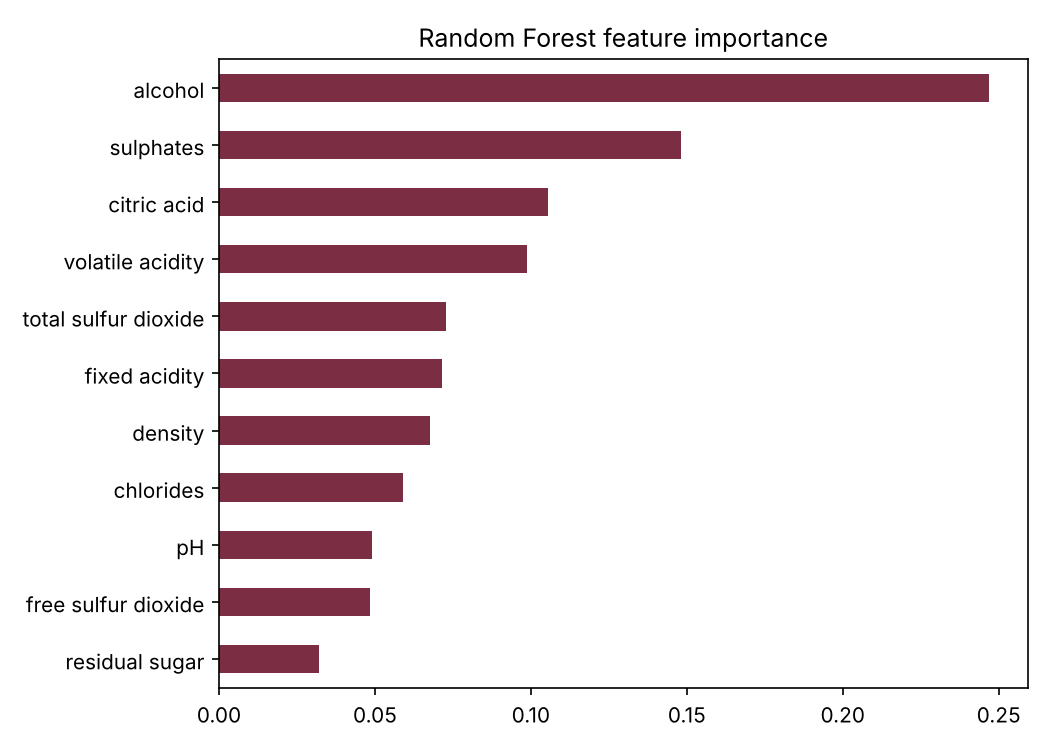 Random Forest feature importance
alcohol
sulphates
citric acid
volatile acidity
total sulfur dioxide
fixed acidity
density
chlorides
pH
free sulfur dioxide
residual sugar
0.00 0.05 0.10 0.15 0.20 0.25